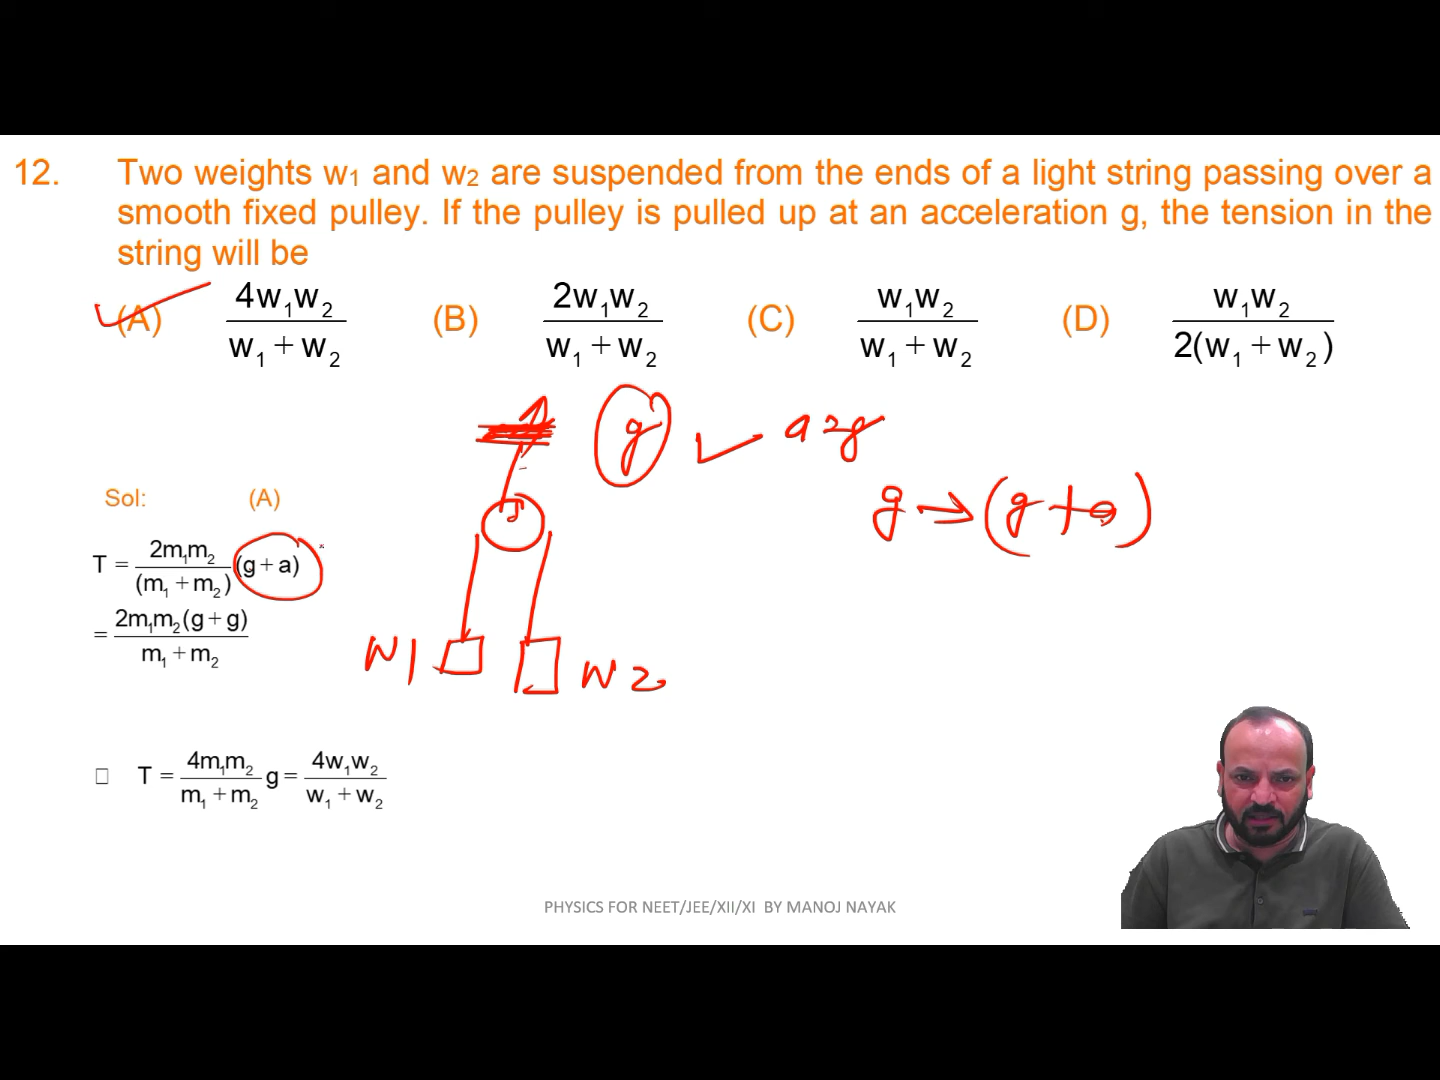 12. Two weights w₁ and w₂ are suspended from the ends of a light string passing over a
smooth fixed pulley. If the pulley is pulled up at an acceleration g, the tension in the
string will be
(A) 4w₁w₂ / w₁ + w₂ (B) 2w₁w₂ / w₁ + w₂ (C) w₁w₂ / w₁ + w₂ (D) w₁w₂ / 2(w₁ + w₂)
g a = g
g → (g + g)
Sol: (A)
T = 2m₁m₂ / (m₁ + m₂) (g + a)
= 2m₁m₂(g + g) / m₁ + m₂
W1 W2
□ T = 4m₁m₂ / m₁ + m₂ g = 4w₁w₂ / w₁ + w₂
PHYSICS FOR NEET/JEE/XII/XI BY MANOJ NAYAK